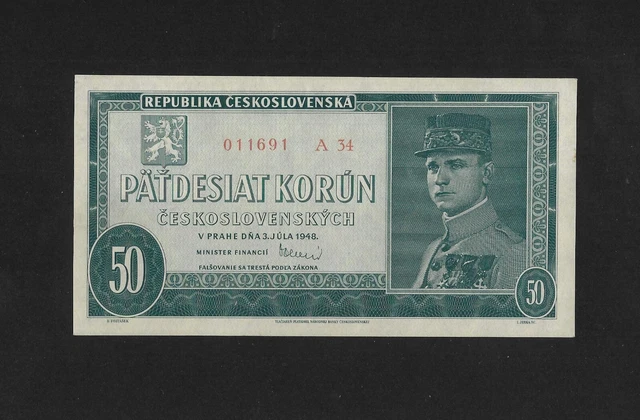 REPUBLIKA ČESKOSLOVENSKÁ
011691 A 34
PÄŤDESIAT KORÚN
ČESKOSLOVENSKÝCH
V PRAHE DŇA 3. JÚLA 1948.
MINISTER FINANCIÍ
FALŠOVANIE SA TRESTÁ PODĽA ZÁKONA
50
50